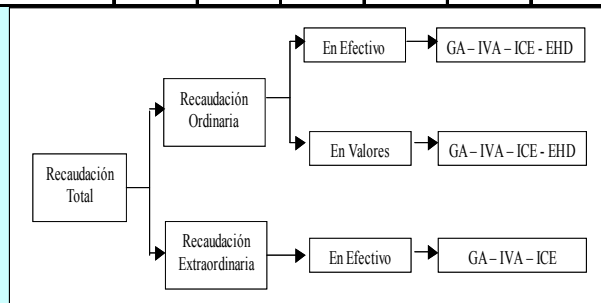 En Efectivo
GA – IVA – ICE - EHD
Recaudación
Ordinaria
En Valores
GA – IVA – ICE - EHD
Recaudación
Total
Recaudación
Extraordinaria
En Efectivo
GA – IVA – ICE